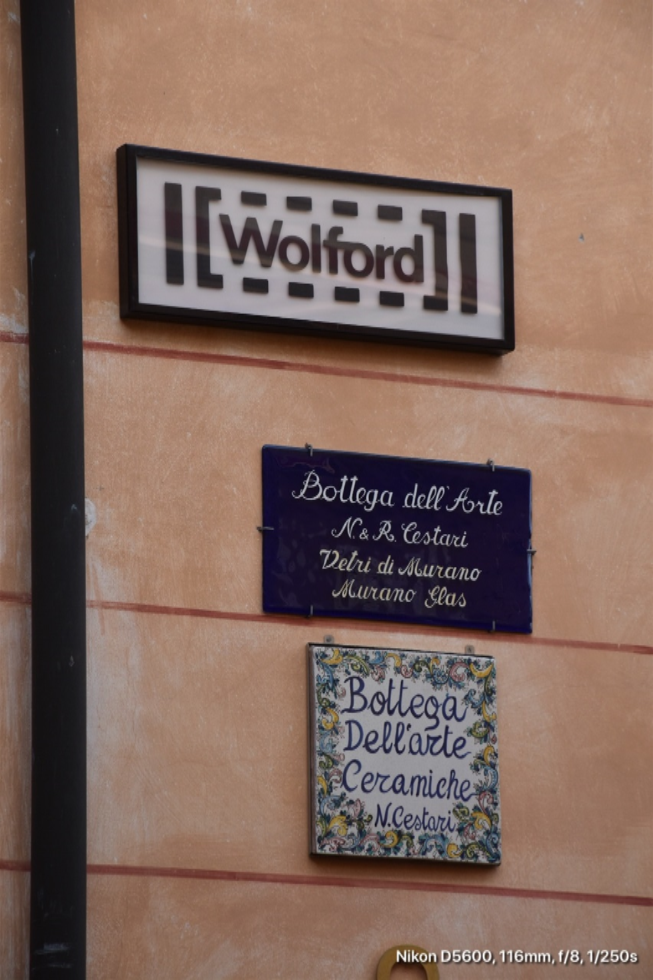 Wolford
Bottega dell'Arte
N. & R. Cestari
Vetri di Murano
Murano Glas
Bottega
Dell'arte
Ceramiche
N.Cestari
Nikon D5600, 116mm, f/8, 1/250s